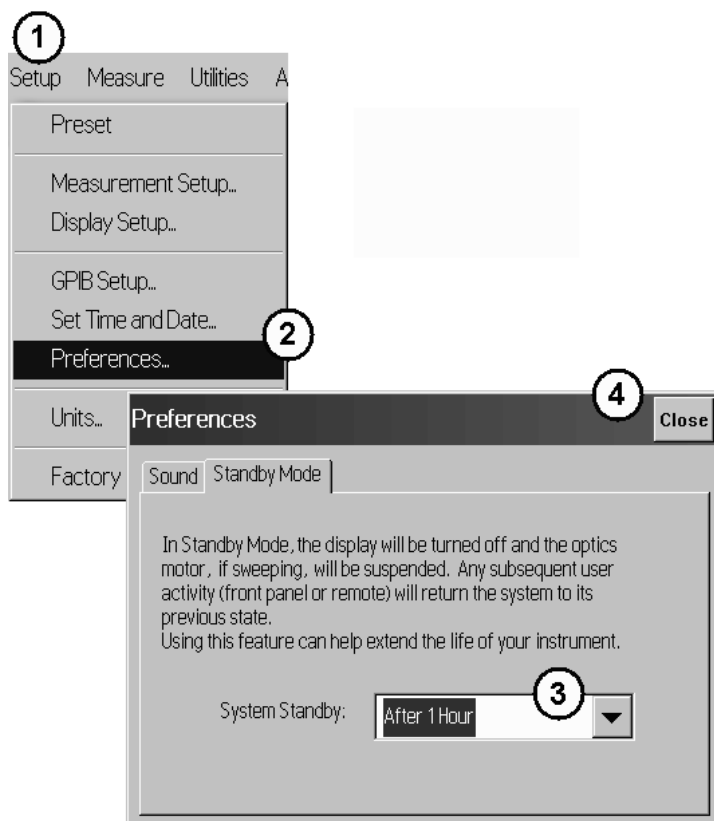 1
Setup Measure Utilities A
Preset
Measurement Setup...
Display Setup...
GPIB Setup...
Set Time and Date...
2
Preferences...
Units...
Factory
4
Preferences
Close
Sound Standby Mode
In Standby Mode, the display will be turned off and the optics
motor, if sweeping, will be suspended. Any subsequent user
activity (front panel or remote) will return the system to its
previous state.
Using this feature can help extend the life of your instrument.
3
System Standby: After 1 Hour